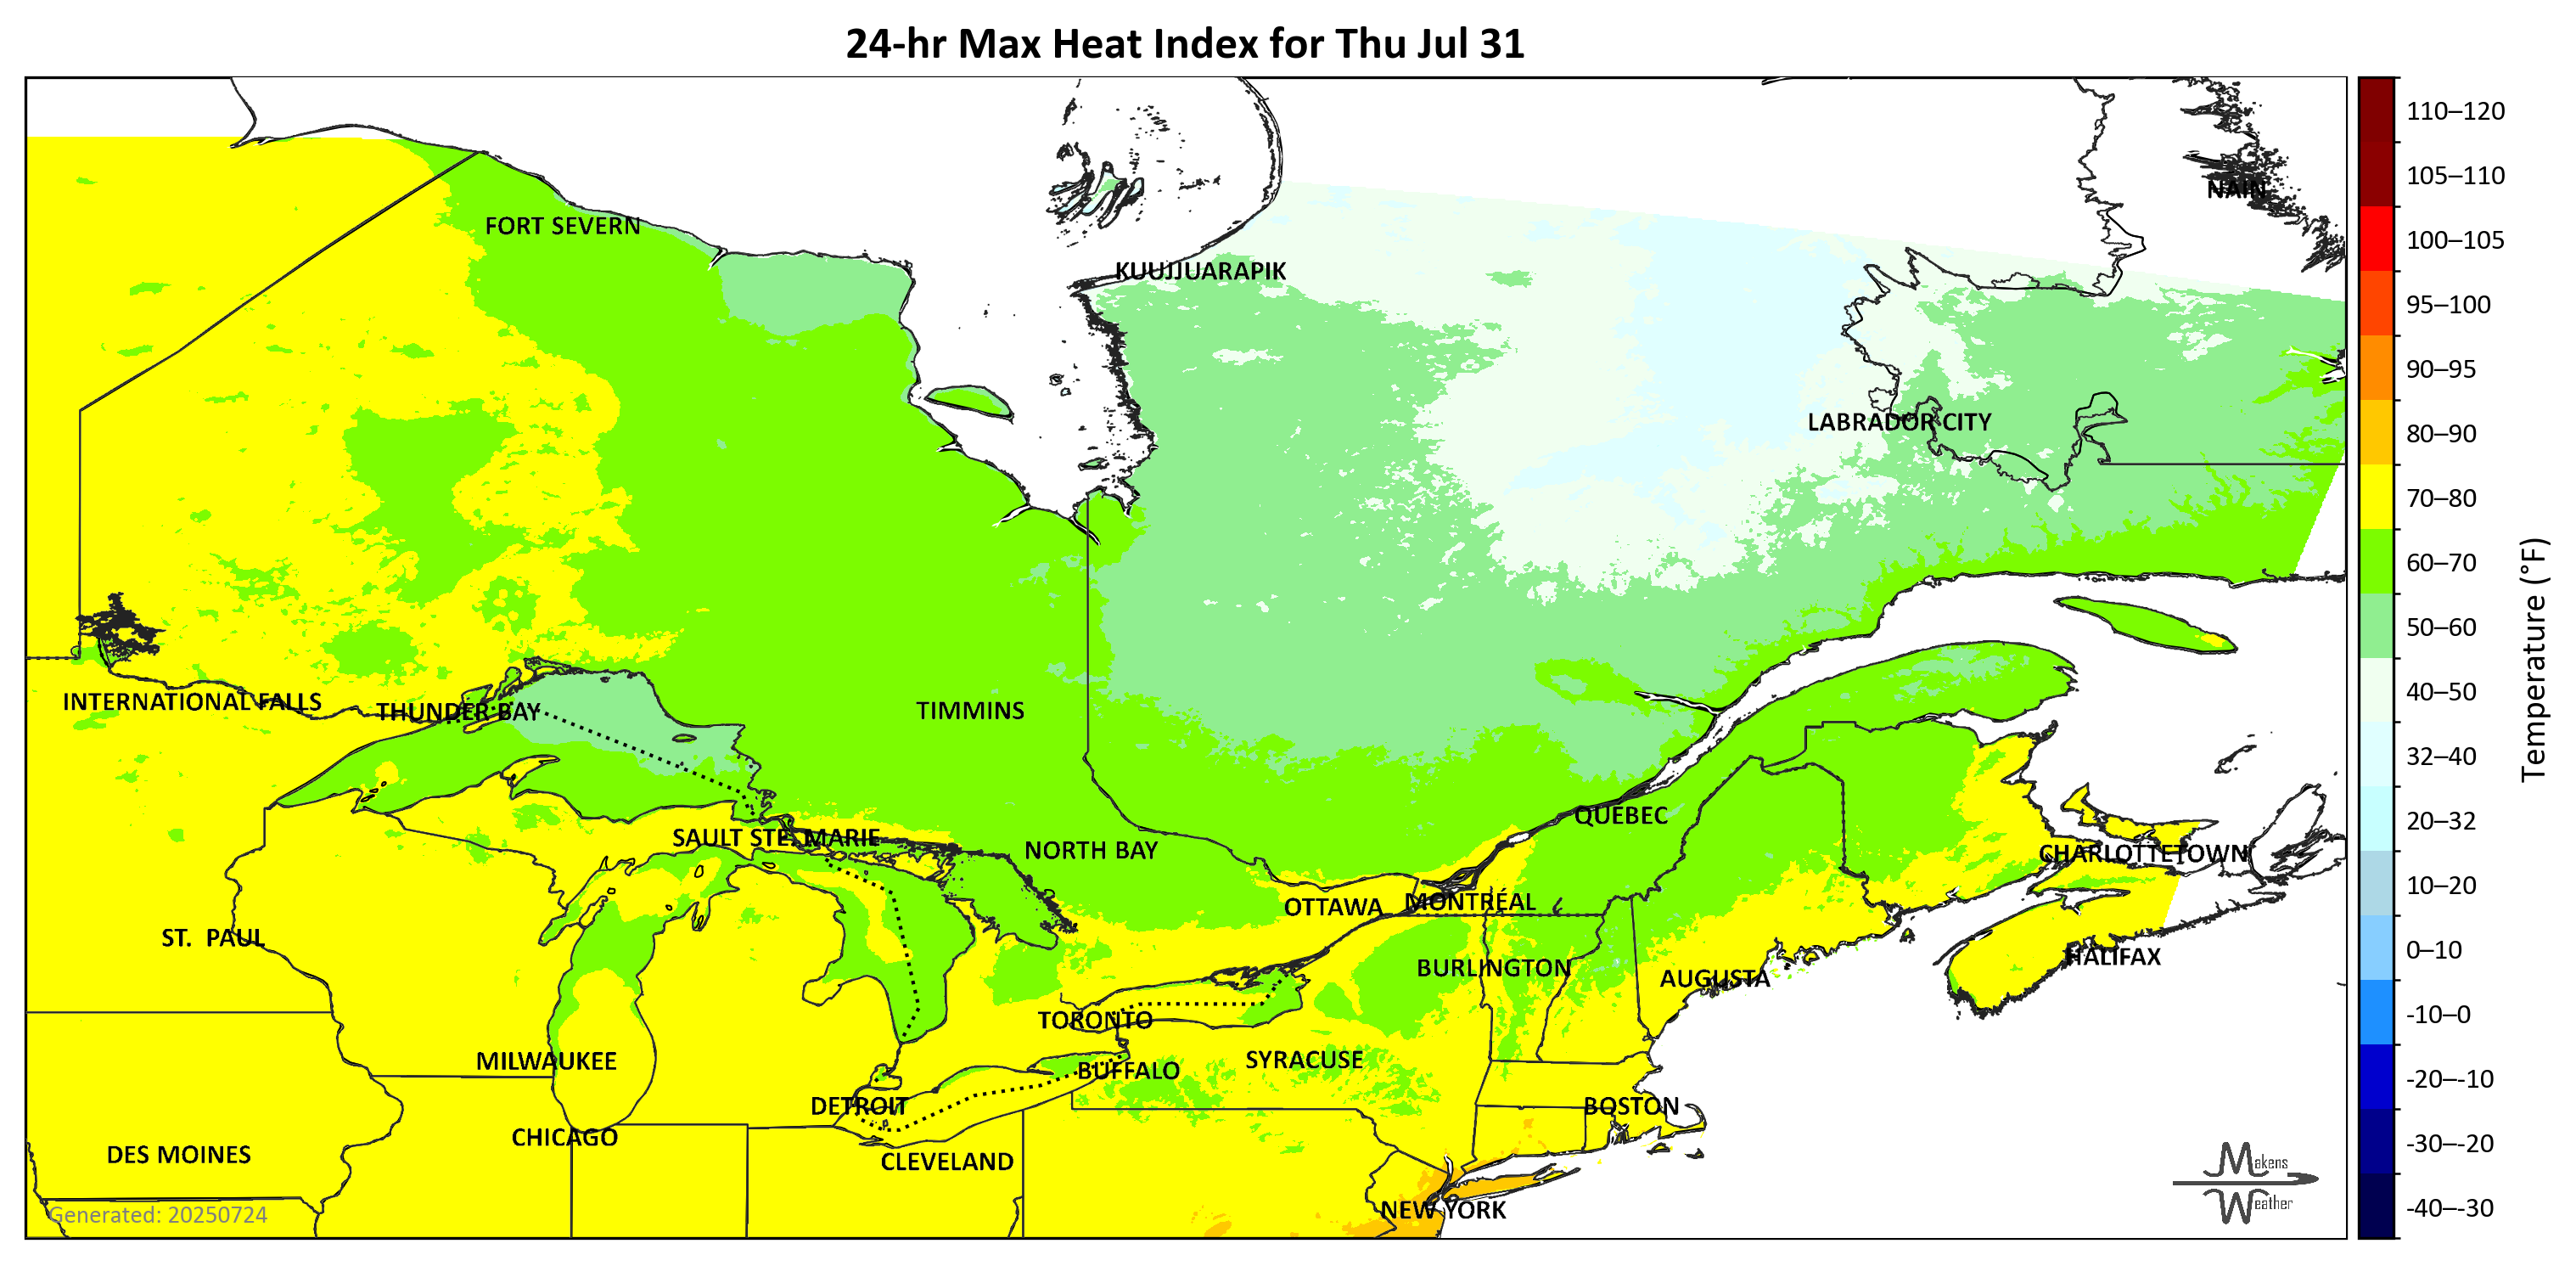 24-hr Max Heat Index for Thu Jul 31
NAIN
FORT SEVERN
KUUJJUARAPIK
LABRADOR CITY
INTERNATIONAL FALLS
THUNDER BAY
TIMMINS
SAULT STE. MARIE
NORTH BAY
QUEBEC
CHARLOTTETOWN
OTTAWA
MONTRÉAL
ST. PAUL
HALIFAX
BURLINGTON
AUGUSTA
TORONTO
MILWAUKEE
SYRACUSE
BUFFALO
DETROIT
BOSTON
CHICAGO
DES MOINES
CLEVELAND
NEW YORK
Generated: 20250724
Makens
Weather
110–120
105–110
100–105
95–100
90–95
80–90
70–80
60–70
50–60
40–50
32–40
20–32
10–20
0–10
-10–0
-20–-10
-30–-20
-40–-30
Temperature (°F)